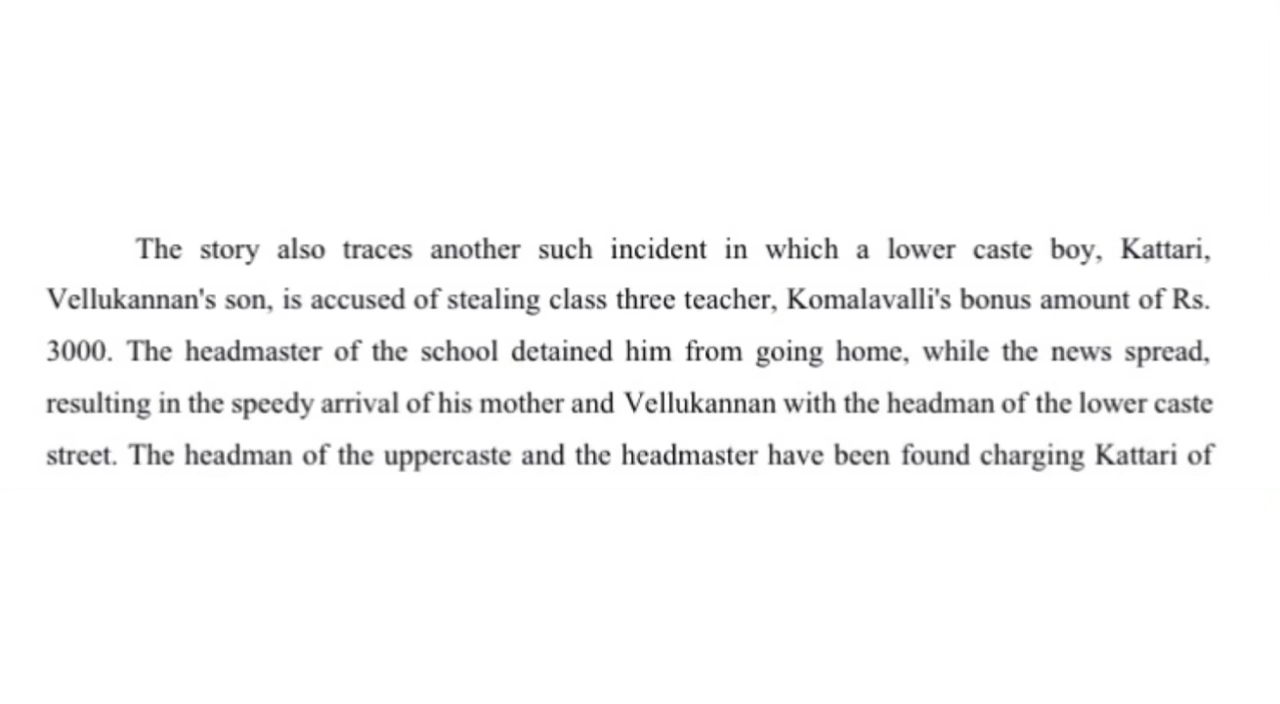 The story also traces another such incident in which a lower caste boy, Kattari,
Vellukannan's son, is accused of stealing class three teacher, Komalavalli's bonus amount of Rs.
3000. The headmaster of the school detained him from going home, while the news spread,
resulting in the speedy arrival of his mother and Vellukannan with the headman of the lower caste
street. The headman of the uppercaste and the headmaster have been found charging Kattari of